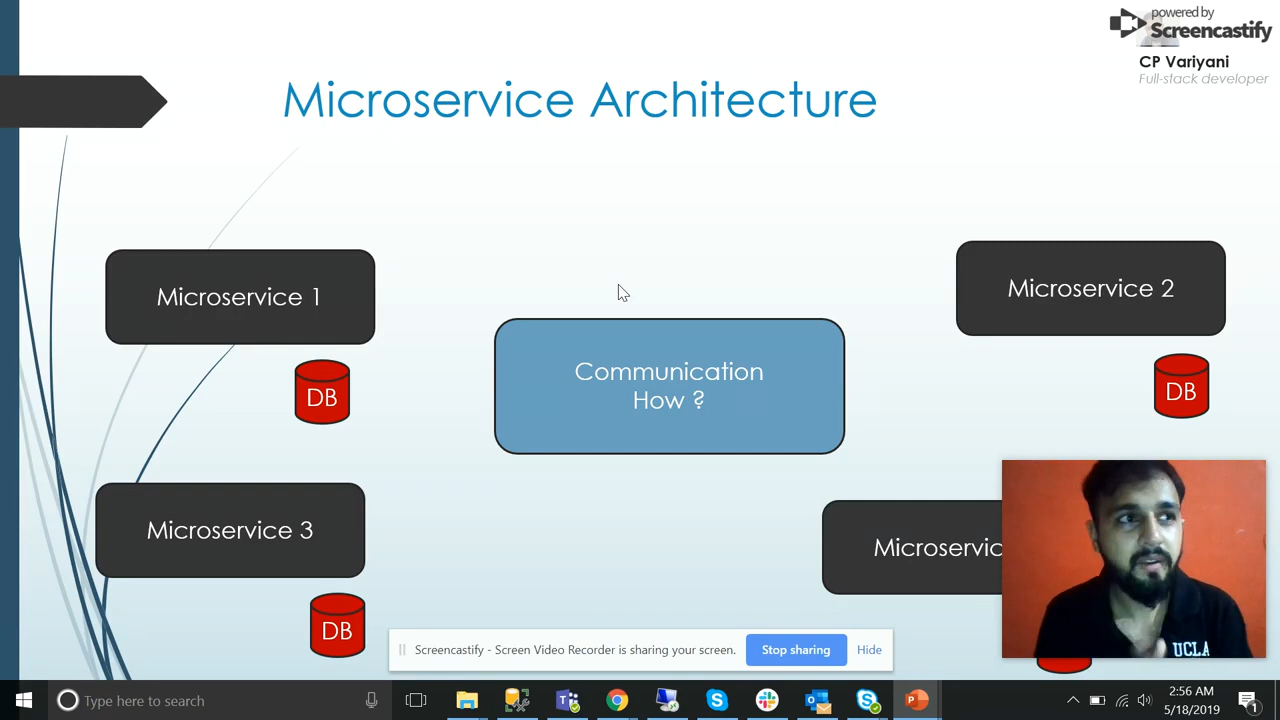 powered by
Screencastify
CP Variyani
Full-stack developer
Microservice Architecture
Microservice 1
Microservice 2
Communication
How ?
DB
DB
Microservice 3
DB
UCLA
Screencastify - Screen Video Recorder is sharing your screen.
Stop sharing
Hide
Type here to search
2:56 AM
5/18/2019
1